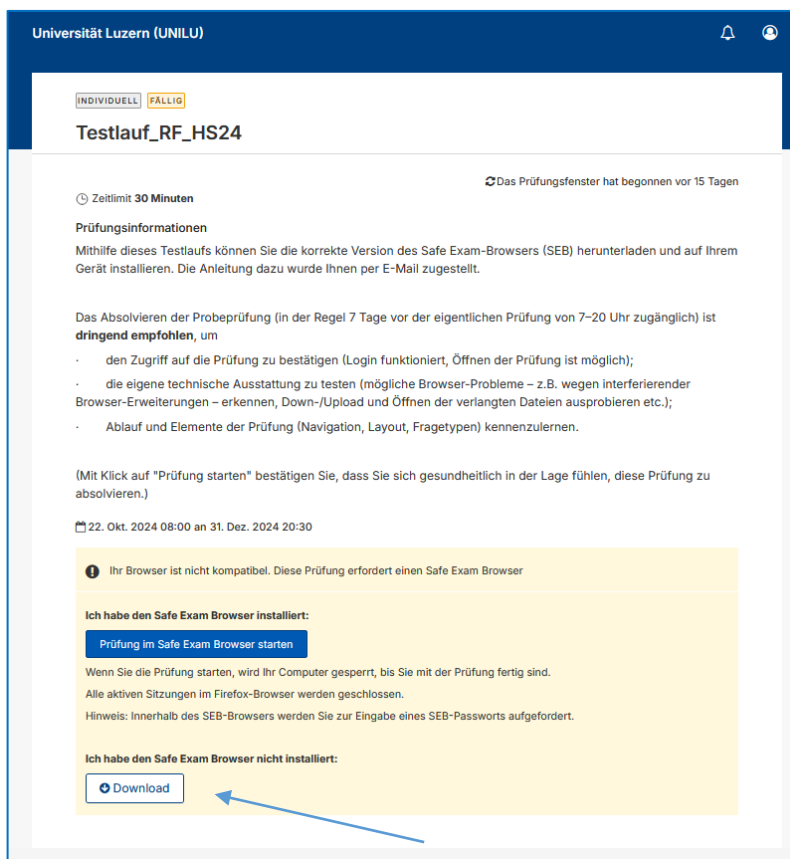 Universität Luzern (UNILU)
INDIVIDUELL FÄLLIG
Testlauf_RF_HS24
Das Prüfungsfenster hat begonnen vor 15 Tagen
Zeitlimit 30 Minuten
Prüfungsinformationen
Mithilfe dieses Testlaufs können Sie die korrekte Version des Safe Exam-Browsers (SEB) herunterladen und auf Ihrem
Gerät installieren. Die Anleitung dazu wurde Ihnen per E-Mail zugestellt.
Das Absolvieren der Probeprüfung (in der Regel 7 Tage vor der eigentlichen Prüfung von 7–20 Uhr zugänglich) ist
dringend empfohlen, um
· den Zugriff auf die Prüfung zu bestätigen (Login funktioniert, Öffnen der Prüfung ist möglich);
· die eigene technische Ausstattung zu testen (mögliche Browser-Probleme – z.B. wegen interferierender
Browser-Erweiterungen – erkennen, Down-/Upload und Öffnen der verlangten Dateien ausprobieren etc.);
· Ablauf und Elemente der Prüfung (Navigation, Layout, Fragetypen) kennenzulernen.
(Mit Klick auf "Prüfung starten" bestätigen Sie, dass Sie sich gesundheitlich in der Lage fühlen, diese Prüfung zu
absolvieren.)
22. Okt. 2024 08:00 an 31. Dez. 2024 20:30
Ihr Browser ist nicht kompatibel. Diese Prüfung erfordert einen Safe Exam Browser
Ich habe den Safe Exam Browser installiert:
Prüfung im Safe Exam Browser starten
Wenn Sie die Prüfung starten, wird Ihr Computer gesperrt, bis Sie mit der Prüfung fertig sind.
Alle aktiven Sitzungen im Firefox-Browser werden geschlossen.
Hinweis: Innerhalb des SEB-Browsers werden Sie zur Eingabe eines SEB-Passworts aufgefordert.
Ich habe den Safe Exam Browser nicht installiert:
Download